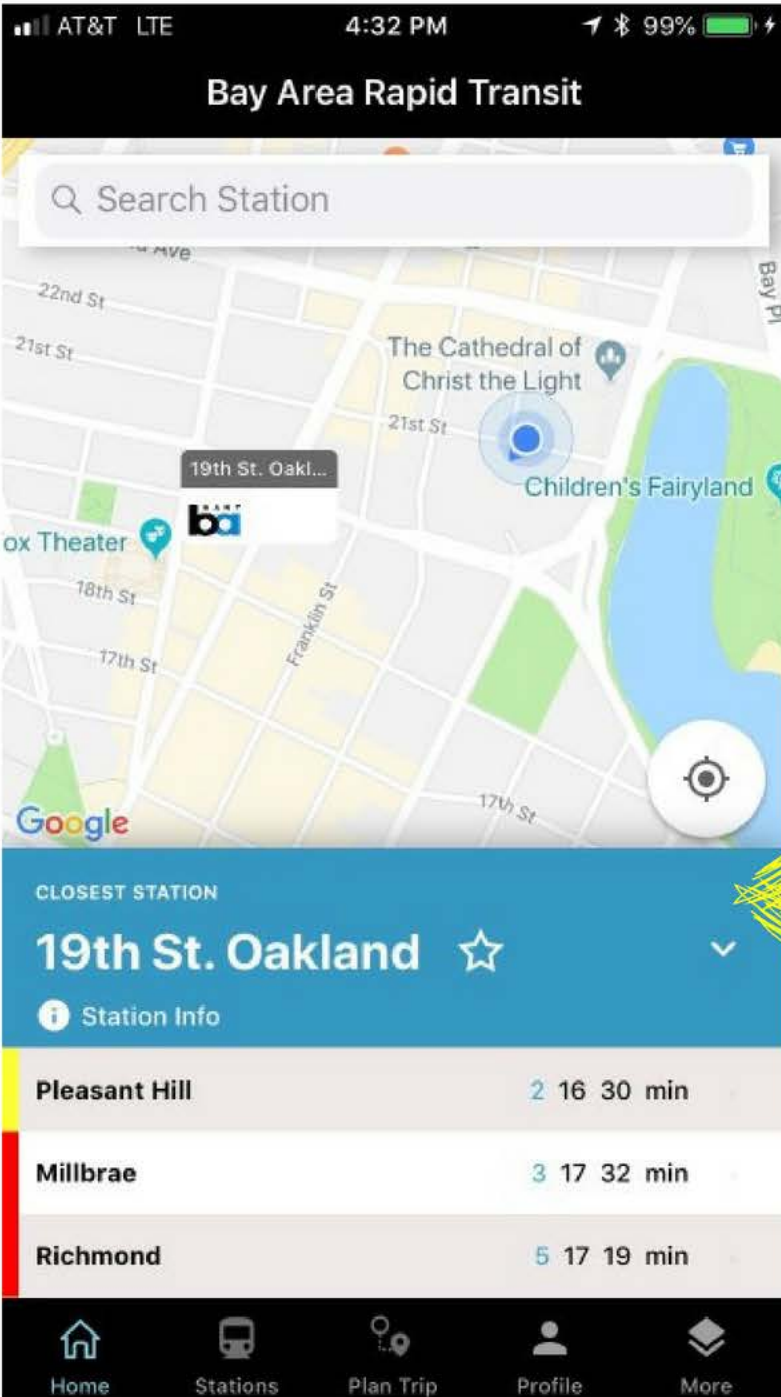 AT&T LTE 4:32 PM 99%
Bay Area Rapid Transit
Search Station
Ave
22nd St
Bay Pl
21st St
The Cathedral of
Christ the Light
21st St
19th St. Oakl...
Children's Fairyland
ba
ox Theater
18th St
Franklin St
17th St
17th St
Google
CLOSEST STATION
19th St. Oakland
Station Info
Pleasant Hill 2 16 30 min
Millbrae 3 17 32 min
Richmond 5 17 19 min
Home Stations Plan Trip Profile More